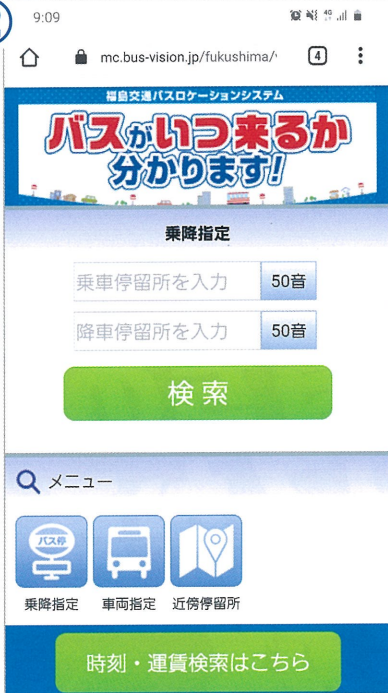 9:09
4G
mc.bus-vision.jp/fukushima/
4
福島交通バスロケーションシステム
バスがいつ来るか
分かります!
乗降指定
乗車停留所を入力
50音
降車停留所を入力
50音
検索
メニュー
バス停
乗降指定
車両指定
近傍停留所
時刻・運賃検索はこちら